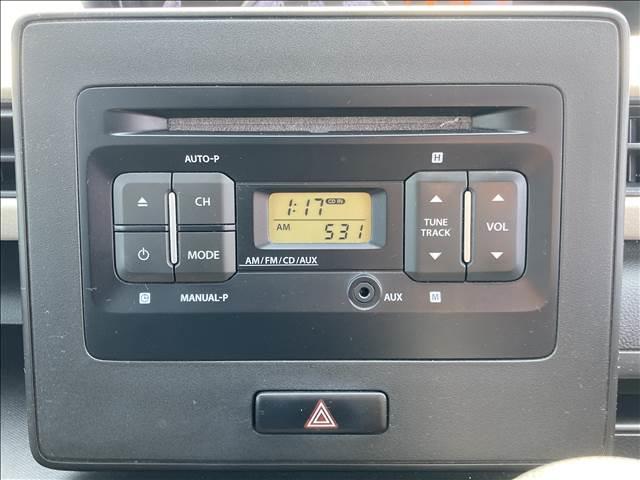 AUTO-P
H
CH
MODE
1:17 CD IN
AM 531
AM/FM/CD/AUX
TUNE
TRACK
VOL
C
MANUAL-P
AUX
M